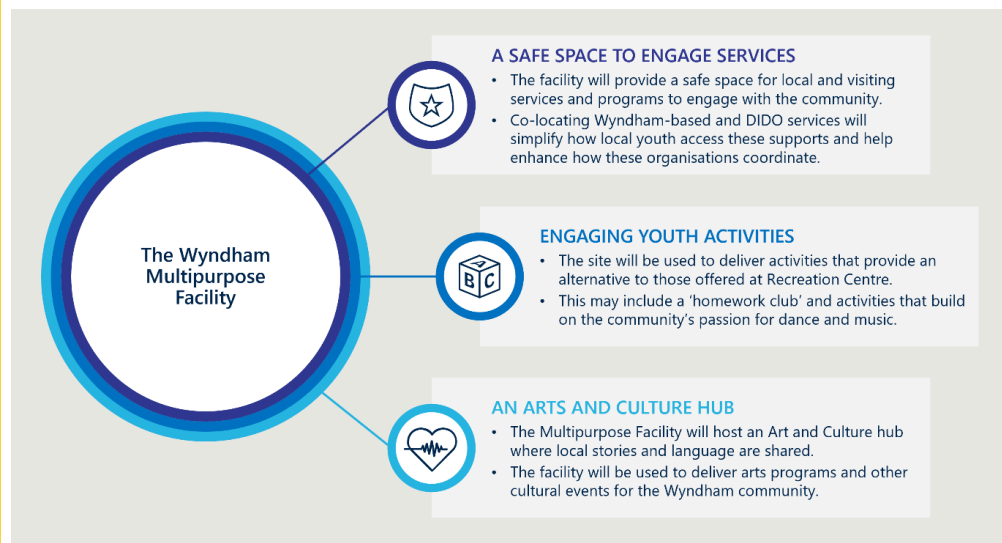 The Wyndham
Multipurpose
Facility
A SAFE SPACE TO ENGAGE SERVICES
• The facility will provide a safe space for local and visiting
services and programs to engage with the community.
• Co-locating Wyndham-based and DIDO services will
simplify how local youth access these supports and help
enhance how these organisations coordinate.
A
B C
ENGAGING YOUTH ACTIVITIES
• The site will be used to deliver activities that provide an
alternative to those offered at Recreation Centre.
• This may include a ‘homework club’ and activities that build
on the community’s passion for dance and music.
AN ARTS AND CULTURE HUB
• The Multipurpose Facility will host an Art and Culture hub
where local stories and language are shared.
• The facility will be used to deliver arts programs and other
cultural events for the Wyndham community.